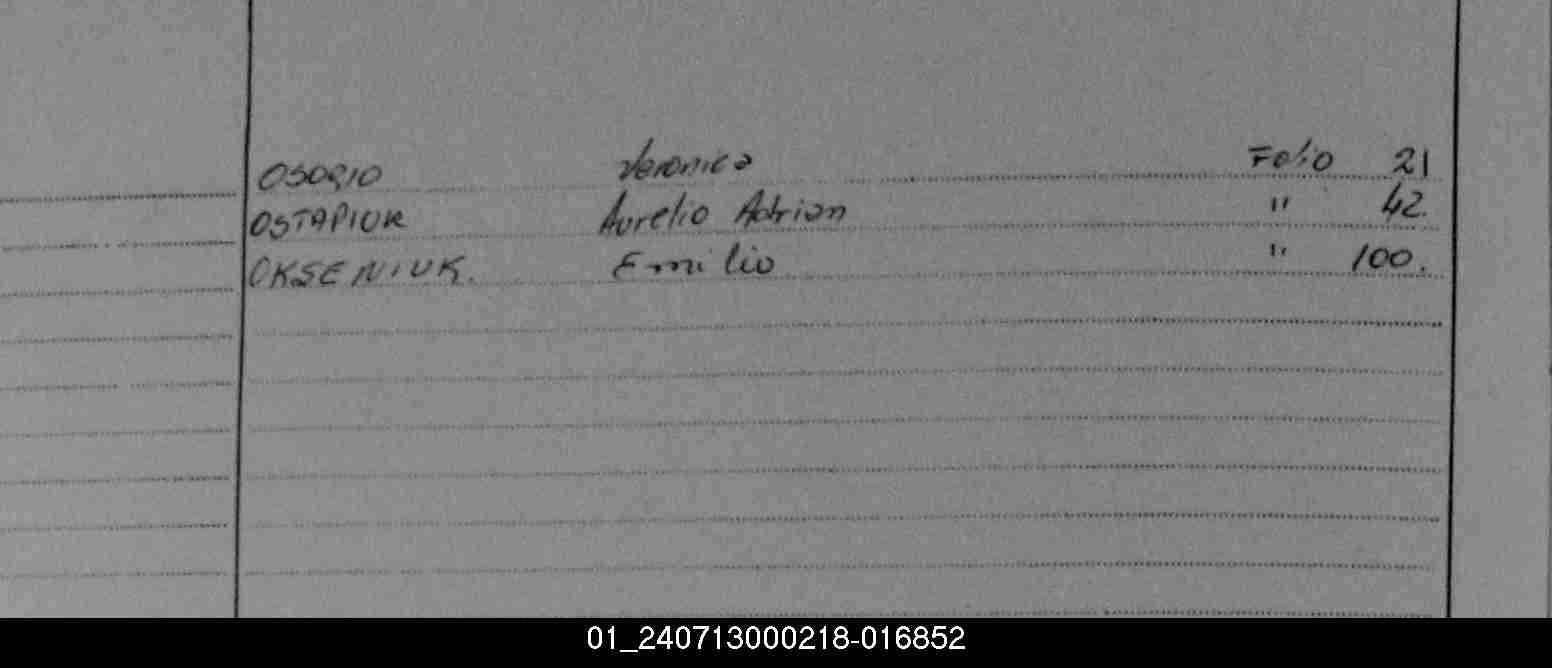 OSORIO Veronica Folio 21
OSTAPIUK Aurelio Adrian " 42.
OKSENIUK. Emilio " 100.
01_240713000218-016852